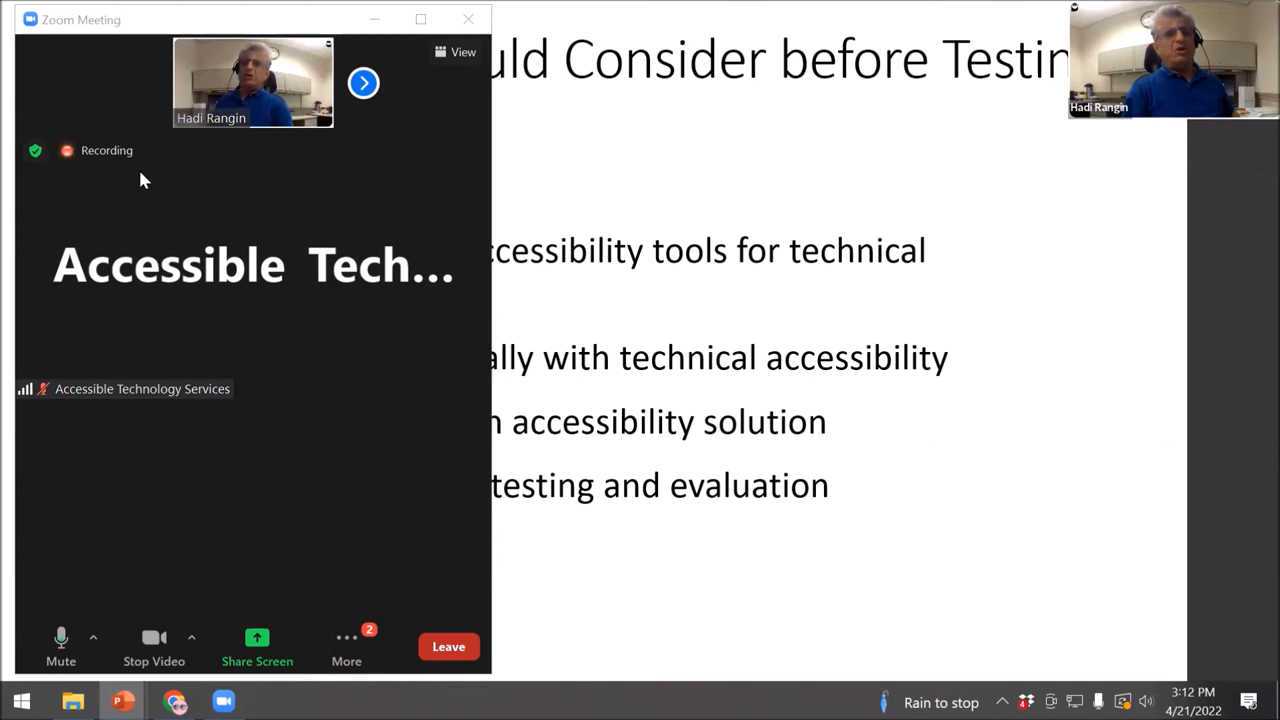 Zoom Meeting
View
Hadi Rangin
Recording
Accessible Tech...
Accessible Technology Services
Mute
Stop Video
Share Screen
2
More
Leave
uld Consider before Testin
Hadi Rangin
ccessibility tools for technical
ally with technical accessibility
n accessibility solution
testing and evaluation
4
Rain to stop
3:12 PM
4/21/2022